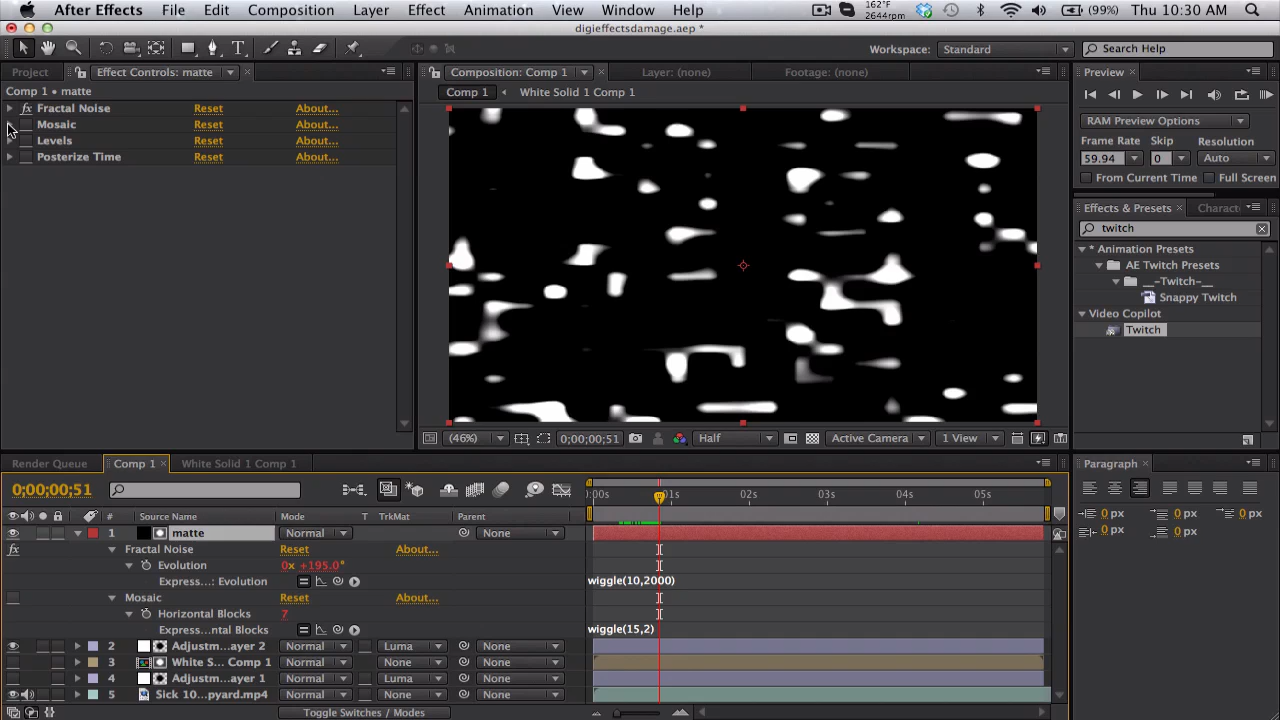 After Effects File Edit Composition Layer Effect Animation View Window Help 162°F 2644rpm (99%) Thu 10:30 AM
digieffectsdamage.aep *
Workspace: Standard Search Help
Project Effect Controls: matte Composition: Comp 1 Layer: (none) Footage: (none) Preview
Comp 1 • matte
Comp 1 White Solid 1 Comp 1
fx Fractal Noise Reset About...
Mosaic Reset About...
Levels Reset About...
Posterize Time Reset About...
RAM Preview Options
Frame Rate Skip Resolution
59.94 0 Auto
From Current Time Full Screen
Effects & Presets Charact
twitch
* Animation Presets
AE Twitch Presets
__-Twitch-__
Snappy Twitch
Video Copilot
Twitch
(46%) 0;00;00;51 Half Active Camera 1 View
Render Queue Comp 1 White Solid 1 Comp 1 Paragraph
0;00;00;51 :00s 01s 02s 03s 04s 05s
# Source Name Mode T TrkMat Parent
1 matte Normal None
fx Fractal Noise Reset About...
Evolution 0x +195.0°
Express...: Evolution wiggle(10,2000)
Mosaic Reset About...
Horizontal Blocks 7
Express...ntal Blocks wiggle(15,2)
2 Adjustm...ayer 2 Normal Luma None
3 White S... Comp 1 Normal None None
4 Adjustm...ayer 1 Normal Luma None
5 Sick 10...pyard.mp4 Normal None None
Toggle Switches / Modes
0 px 0 px 0 px
0 px 0 px